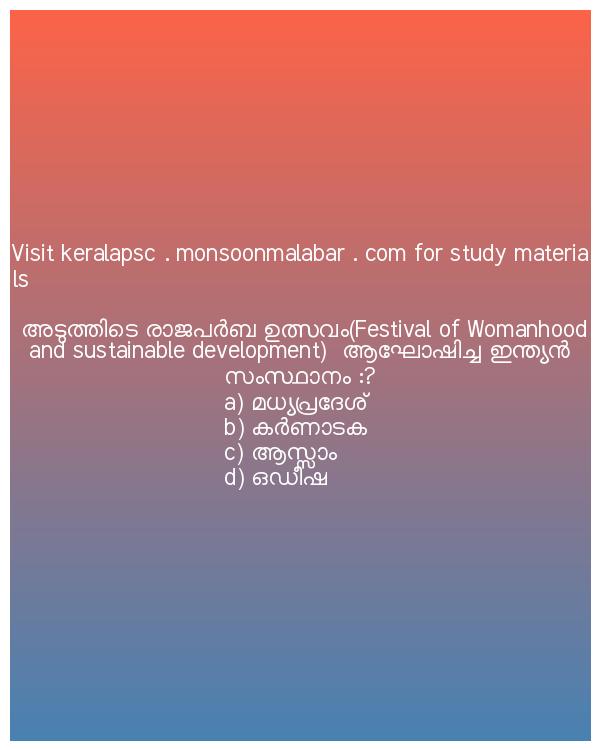 Visit keralapsc . monsoonmalabar . com for study materia
ls
അടുത്തിടെ രാജപർബ ഉത്സവം(Festival of Womanhood
and sustainable development)  ആഘോഷിച്ച ഇന്ത്യൻ
സംസ്ഥാനം :?
a) മധ്യപ്രദേശ്
b) കർണാടക
c) ആസ്സാം
d) ഒഡീഷ